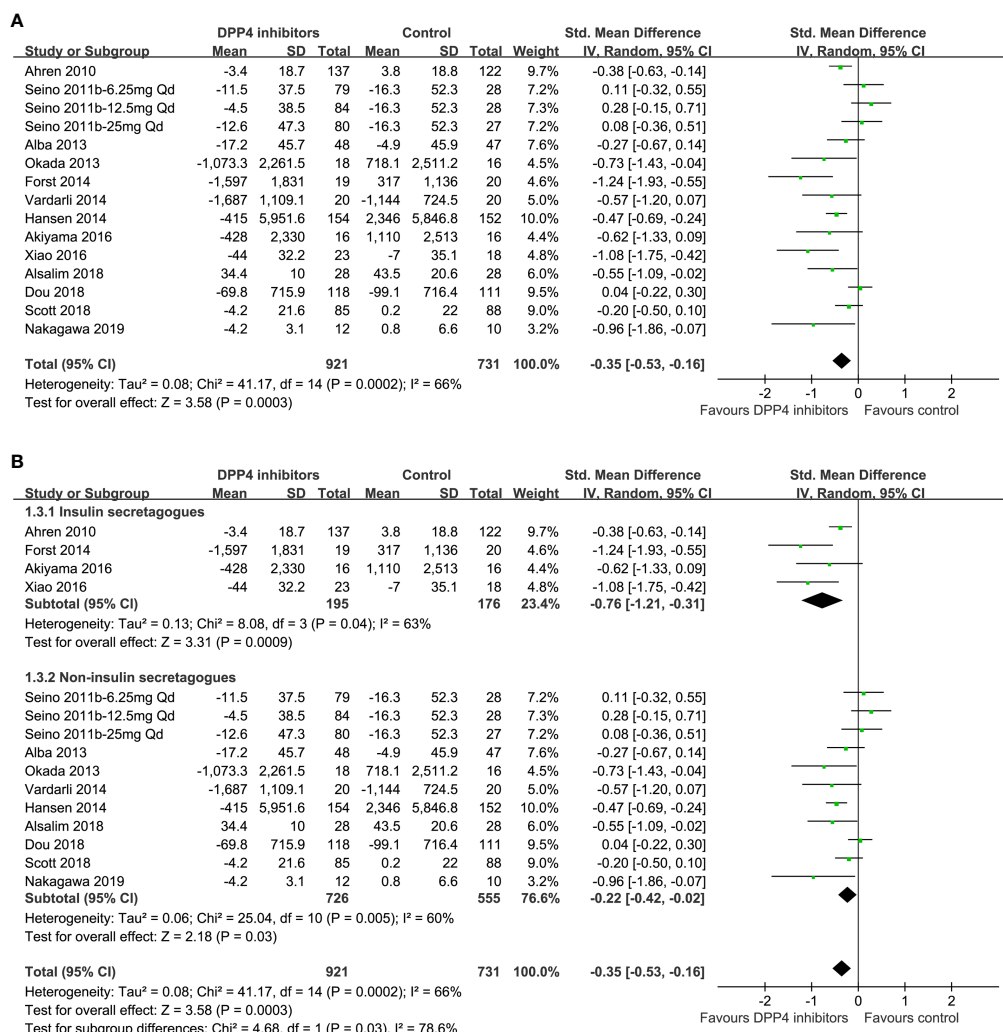 A
DPP4 inhibitors Control Std. Mean Difference Std. Mean Difference
Study or Subgroup Mean SD Total Mean SD Total Weight IV, Random, 95% CI IV, Random, 95% CI
Ahren 2010 -3.4 18.7 137 3.8 18.8 122 9.7% -0.38 [-0.63, -0.14]
Seino 2011b-6.25mg Qd -11.5 37.5 79 -16.3 52.3 28 7.2% 0.11 [-0.32, 0.55]
Seino 2011b-12.5mg Qd -4.5 38.5 84 -16.3 52.3 28 7.3% 0.28 [-0.15, 0.71]
Seino 2011b-25mg Qd -12.6 47.3 80 -16.3 52.3 27 7.2% 0.08 [-0.36, 0.51]
Alba 2013 -17.2 45.7 48 -4.9 45.9 47 7.6% -0.27 [-0.67, 0.14]
Okada 2013 -1,073.3 2,261.5 18 718.1 2,511.2 16 4.5% -0.73 [-1.43, -0.04]
Forst 2014 -1,597 1,831 19 317 1,136 20 4.6% -1.24 [-1.93, -0.55]
Vardarli 2014 -1,687 1,109.1 20 -1,144 724.5 20 5.0% -0.57 [-1.20, 0.07]
Hansen 2014 -415 5,951.6 154 2,346 5,846.8 152 10.0% -0.47 [-0.69, -0.24]
Akiyama 2016 -428 2,330 16 1,110 2,513 16 4.4% -0.62 [-1.33, 0.09]
Xiao 2016 -44 32.2 23 -7 35.1 18 4.8% -1.08 [-1.75, -0.42]
Alsalim 2018 34.4 10 28 43.5 20.6 28 6.0% -0.55 [-1.09, -0.02]
Dou 2018 -69.8 715.9 118 -99.1 716.4 111 9.5% 0.04 [-0.22, 0.30]
Scott 2018 -4.2 21.6 85 0.2 22 88 9.0% -0.20 [-0.50, 0.10]
Nakagawa 2019 -4.2 3.1 12 0.8 6.6 10 3.2% -0.96 [-1.86, -0.07]
Total (95% CI) 921 731 100.0% -0.35 [-0.53, -0.16]
Heterogeneity: Tau² = 0.08; Chi² = 41.17, df = 14 (P = 0.0002); I² = 66%
Test for overall effect: Z = 3.58 (P = 0.0003)
-2 -1 0 1 2
Favours DPP4 inhibitors Favours control
B
DPP4 inhibitors Control Std. Mean Difference Std. Mean Difference
Study or Subgroup Mean SD Total Mean SD Total Weight IV, Random, 95% CI IV, Random, 95% CI
1.3.1 Insulin secretagogues
Ahren 2010 -3.4 18.7 137 3.8 18.8 122 9.7% -0.38 [-0.63, -0.14]
Forst 2014 -1,597 1,831 19 317 1,136 20 4.6% -1.24 [-1.93, -0.55]
Akiyama 2016 -428 2,330 16 1,110 2,513 16 4.4% -0.62 [-1.33, 0.09]
Xiao 2016 -44 32.2 23 -7 35.1 18 4.8% -1.08 [-1.75, -0.42]
Subtotal (95% CI) 195 176 23.4% -0.76 [-1.21, -0.31]
Heterogeneity: Tau² = 0.13; Chi² = 8.08, df = 3 (P = 0.04); I² = 63%
Test for overall effect: Z = 3.31 (P = 0.0009)
1.3.2 Non-insulin secretagogues
Seino 2011b-6.25mg Qd -11.5 37.5 79 -16.3 52.3 28 7.2% 0.11 [-0.32, 0.55]
Seino 2011b-12.5mg Qd -4.5 38.5 84 -16.3 52.3 28 7.3% 0.28 [-0.15, 0.71]
Seino 2011b-25mg Qd -12.6 47.3 80 -16.3 52.3 27 7.2% 0.08 [-0.36, 0.51]
Alba 2013 -17.2 45.7 48 -4.9 45.9 47 7.6% -0.27 [-0.67, 0.14]
Okada 2013 -1,073.3 2,261.5 18 718.1 2,511.2 16 4.5% -0.73 [-1.43, -0.04]
Vardarli 2014 -1,687 1,109.1 20 -1,144 724.5 20 5.0% -0.57 [-1.20, 0.07]
Hansen 2014 -415 5,951.6 154 2,346 5,846.8 152 10.0% -0.47 [-0.69, -0.24]
Alsalim 2018 34.4 10 28 43.5 20.6 28 6.0% -0.55 [-1.09, -0.02]
Dou 2018 -69.8 715.9 118 -99.1 716.4 111 9.5% 0.04 [-0.22, 0.30]
Scott 2018 -4.2 21.6 85 0.2 22 88 9.0% -0.20 [-0.50, 0.10]
Nakagawa 2019 -4.2 3.1 12 0.8 6.6 10 3.2% -0.96 [-1.86, -0.07]
Subtotal (95% CI) 726 555 76.6% -0.22 [-0.42, -0.02]
Heterogeneity: Tau² = 0.06; Chi² = 25.04, df = 10 (P = 0.005); I² = 60%
Test for overall effect: Z = 2.18 (P = 0.03)
Total (95% CI) 921 731 100.0% -0.35 [-0.53, -0.16]
Heterogeneity: Tau² = 0.08; Chi² = 41.17, df = 14 (P = 0.0002); I² = 66%
Test for overall effect: Z = 3.58 (P = 0.0003)
-2 -1 0 1 2
Favours DPP4 inhibitors Favours control
Test for subgroup differences: Chi² = 4.68, df = 1 (P = 0.03), I² = 78.6%